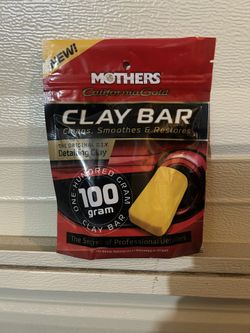 NEW!
MOTHERS
California Gold
CLAY BAR
Cleans, Smoothes & Restores
THE ORIGINAL D.I.Y.
Detailing Clay
ONE-HUNDRED GRAM
100
gram
CLAY BAR
The Secret of Professional Detailers